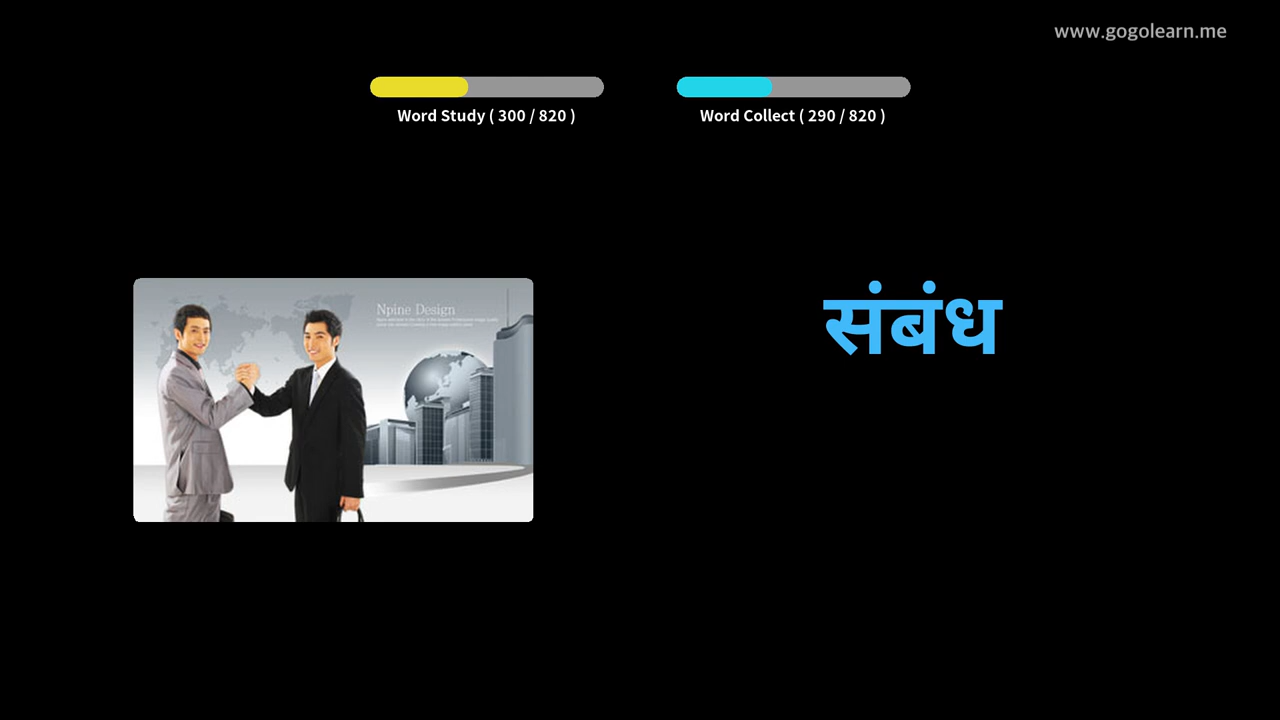 www.gogolearn.me
Word Study ( 300 / 820 )
Word Collect ( 290 / 820 )
Npine Design
संबंध